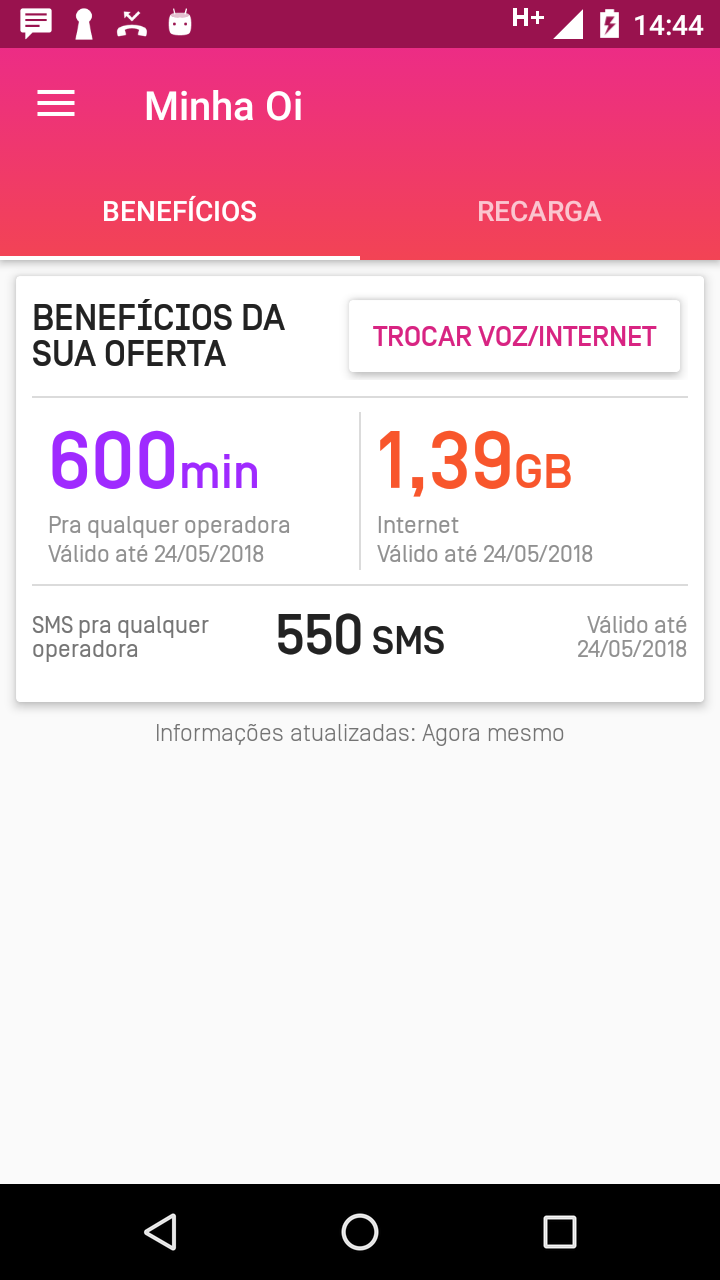 H+ 14:44
Minha Oi
BENEFÍCIOS RECARGA
BENEFÍCIOS DA
SUA OFERTA
TROCAR VOZ/INTERNET
600min
Pra qualquer operadora
Válido até 24/05/2018
1,39GB
Internet
Válido até 24/05/2018
SMS pra qualquer
operadora
550 SMS
Válido até
24/05/2018
Informações atualizadas: Agora mesmo